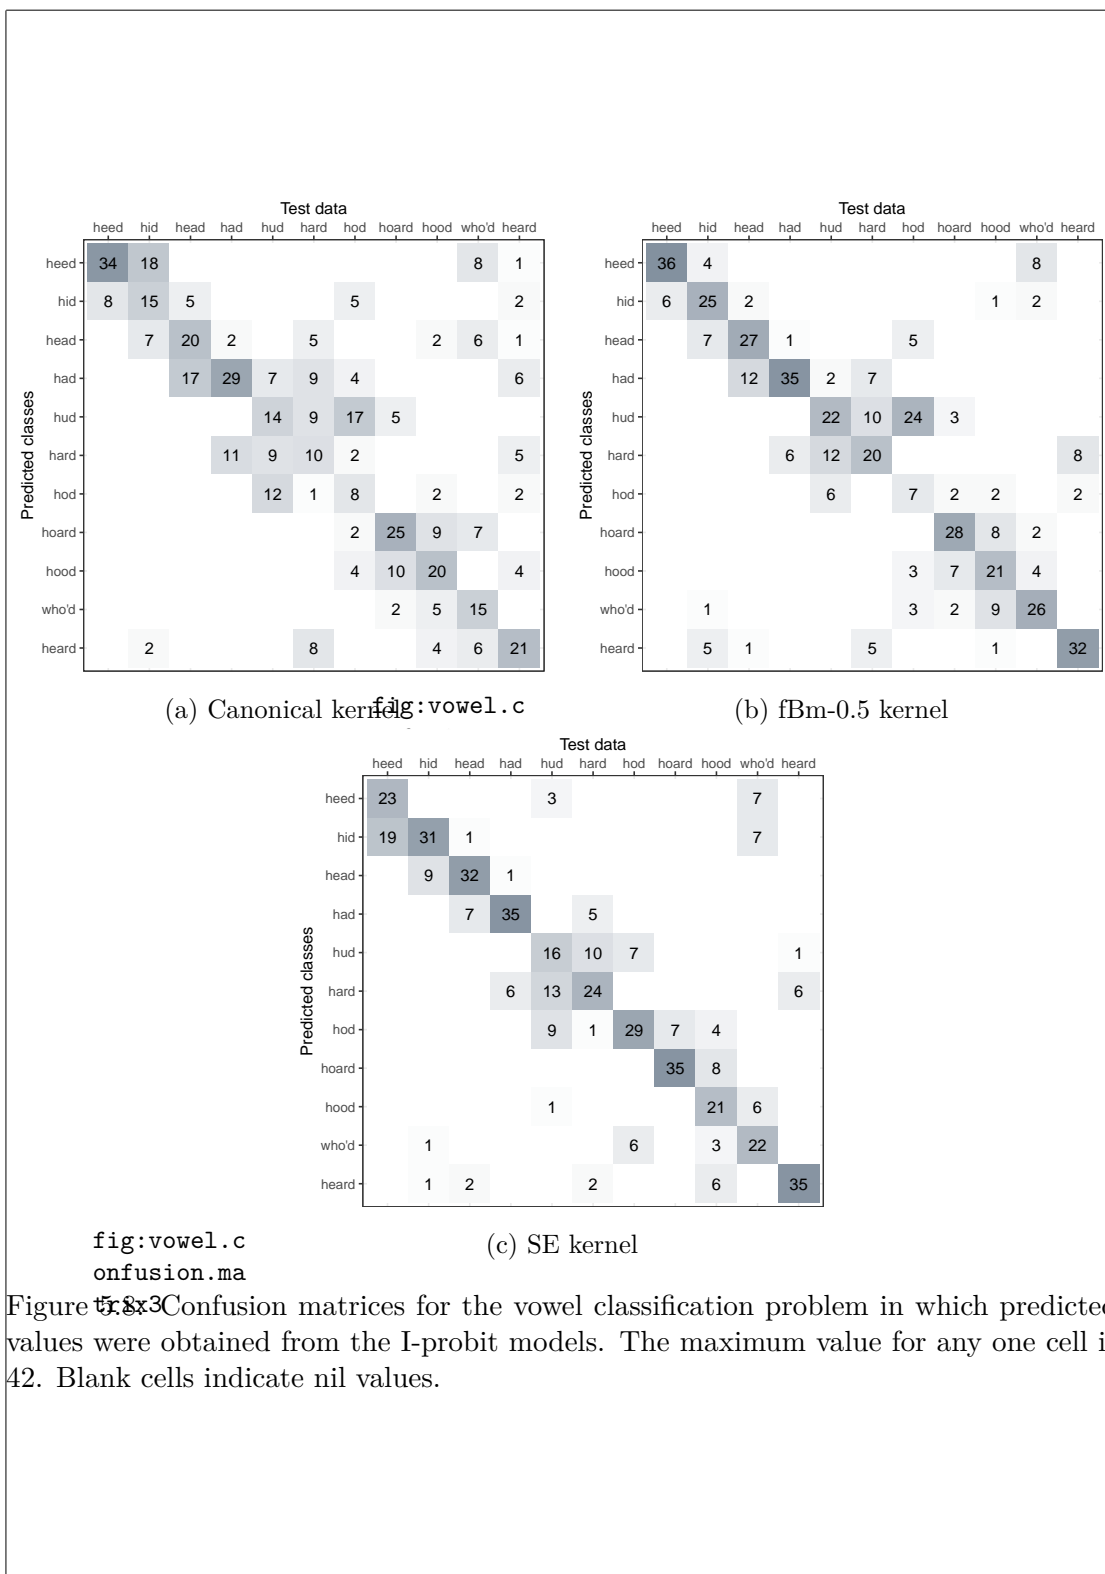 Test data
heed hid head had hud hard hod hoard hood who'd heard
Predicted classes
heed 34 18 8 1
hid 8 15 5 5 2
head 7 20 2 5 2 6 1
had 17 29 7 9 4 6
hud 14 9 17 5
hard 11 9 10 2 5
hod 12 1 8 2 2
hoard 2 25 9 7
hood 4 10 20 4
who'd 2 5 15
heard 2 8 4 6 21
(a) Canonical kernel
fig:vowel.c
Test data
heed hid head had hud hard hod hoard hood who'd heard
Predicted classes
heed 36 4 8
hid 6 25 2 1 2
head 7 27 1 5
had 12 35 2 7
hud 22 10 24 3
hard 6 12 20 8
hod 6 7 2 2 2
hoard 28 8 2
hood 3 7 21 4
who'd 1 3 2 9 26
heard 5 1 5 1 32
(b) fBm-0.5 kernel
Test data
heed hid head had hud hard hod hoard hood who'd heard
Predicted classes
heed 23 3 7
hid 19 31 1 7
head 9 32 1
had 7 35 5
hud 16 10 7 1
hard 6 13 24 6
hod 9 1 29 7 4
hoard 35 8
hood 1 21 6
who'd 1 6 3 22
heard 1 2 2 6 35
(c) SE kernel
fig:vowel.c
onfusion.ma
trix3
Figure 5.8: Confusion matrices for the vowel classification problem in which predicted
values were obtained from the I-probit models. The maximum value for any one cell i
42. Blank cells indicate nil values.